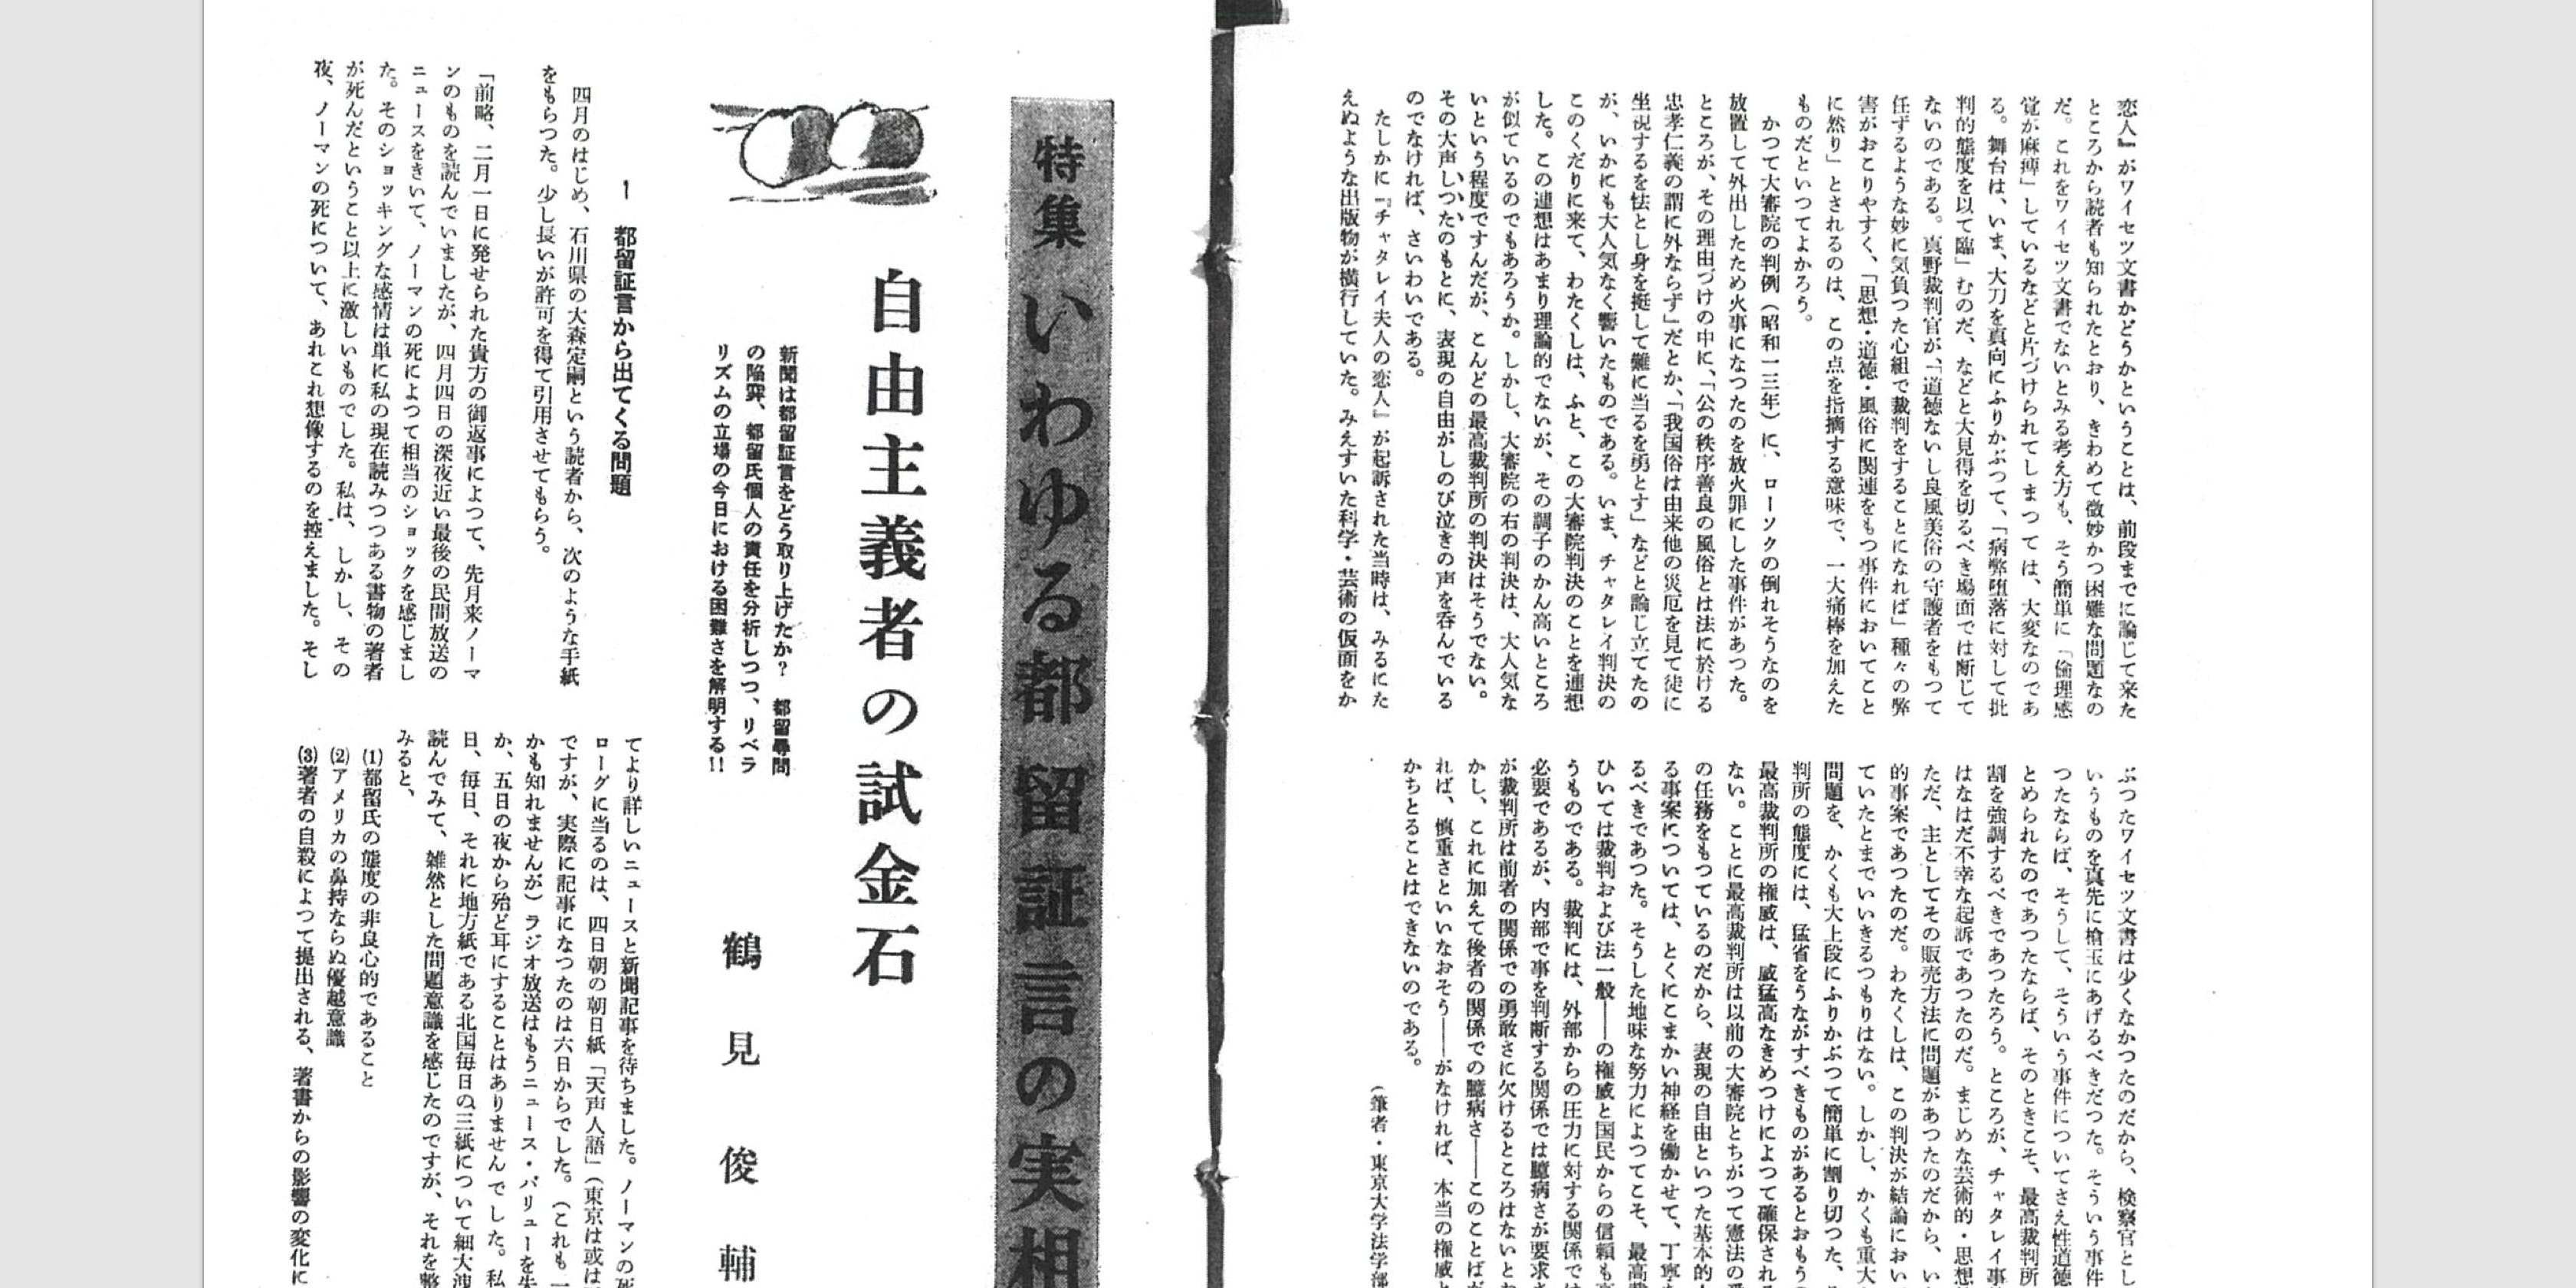 恋人』がワイセツ文書かどうかということは、前段までに論じて来た
ところから読者も知られたとおり、きわめて微妙かつ困難な問題なの
だ。これをワイセツ文書でないとみる考え方も、そう簡単に「倫理感
覚が麻痺」しているなどと片づけられてしまつては、大変なのであ
る。舞台は、いま、大刀を真向にふりかぶつて、「病弊堕落に対して批
判的態度を以て臨」むのだ、などと大見得を切るべき場面では断じて
ないのである。真野裁判官が、「道徳ないし良風美俗の守護者をもつて
任ずるような妙に気負つた心組で裁判をすることになれば」種々の弊
害がおこりやすく、「思想・道徳・風俗に関連をもつ事件においてこと
に然り」とされるのは、この点を指摘する意味で、一大痛棒を加えた
ものだといつてよかろう。
かつて大審院の判例（昭和一三年）に、ローソクの倒れそうなのを
放置して外出したため火事になつたのを放火罪にした事件があつた。
ところが、その理由づけの中に、「公の秩序善良の風俗とは法に於ける
忠孝仁義の謂に外ならず」だとか、「我国俗は由来他の災厄を見て徒に
坐視するを怯とし身を挺して難に当るを勇とす」などと論じ立てたの
が、いかにも大人気なく響いたものである。いま、チャタレイ判決の
このくだりに来て、わたくしは、ふと、この大審院判決のことを連想
した。この連想はあまり理論的でないが、その調子のかん高いところ
が似ているのでもあろうか。しかし、大審院の右の判決は、大人気な
いという程度ですんだが、こんどの最高裁判所の判決はそうでない。
その大声しつたのもとに、表現の自由がしのび泣きの声を呑んでいる
のでなければ、さいわいである。
たしかに『チャタレイ夫人の恋人』が起訴された当時は、みるにた
えぬような出版物が横行していた。みえすいた科学・芸術の仮面をか
ぶつたワイセツ文書は少くなかつたのだから、検察官とし
いうものを真先に槍玉にあげるべきだつた。そういう事件
つたならば、そうして、そういう事件についてさえ性道徳
とめられたのであつたならば、そのときこそ、最高裁判所
割を強調するべきであつたろう。ところが、チャタレイ事
はなはだ不幸な起訴であつたのだ。まじめな芸術的・思想
ただ、主としてその販売方法に問題があつたのだから、い
的事案であつたのだ。わたくしは、この判決が結論におい
ていたとまでいいきるつもりはない。しかし、かくも重大
問題を、かくも大上段にふりかぶつて簡単に割り切つた、
判所の態度には、猛省をうながすべきものがあるとおもう
最高裁判所の権威は、威猛高なきめつけによつて確保され
ない。ことに最高裁判所は以前の大審院とちがつて憲法の
の任務をもつているのだから、表現の自由といつた基本的
る事案については、とくにこまかい神経を働かせて、丁寧
るべきであつた。そうした地味な努力によつてこそ、最高
ひいては裁判および法一般――の権威と国民からの信頼も
うものである。裁判には、外部からの圧力に対する関係で
必要であるが、内部で事を判断する関係では臆病さが要求
が裁判所は前者の関係での勇敢さに欠けるところはないと
かし、これに加えて後者の関係での臆病さ――このことばが
れば、慎重さといいなおそう――がなければ、本当の権威
かちとることはできないのである。
（筆者・東京大学法学部
特集 いわゆる都留証言の実相
自由主義者の試金石
新聞は都留証言をどう取り上げたか？ 都留尋問
の陥穽、都留氏個人の責任を分析しつつ、リベラ
リズムの立場の今日における困難さを解明する!!
鶴見俊輔
1 都留証言から出てくる問題
四月のはじめ、石川県の大森定嗣という読者から、次のような手紙
をもらつた。少し長いが許可を得て引用させてもらう。
「前略、二月一日に発せられた貴方の御返事によつて、先月来ノーマ
ンのものを読んでいましたが、四月四日の深夜近い最後の民間放送の
ニュースをきいて、ノーマンの死によつて相当のショックを感じまし
た。そのショッキングな感情は単に私の現在読みつつある書物の著者
が死んだということ以上に激しいものでした。私は、しかし、その
夜、ノーマンの死について、あれこれ想像するのを控えました。そし
てより詳しいニュースと新聞記事を待ちました。ノーマンの死
ローグに当るのは、四日朝の朝日紙「天声人語」（東京は或は
ですが、実際に記事になつたのは六日からでした。（これも一
かも知れませんが）ラジオ放送はもうニュース・バリューを失
か、五日の夜から殆ど耳にすることはありませんでした。私
日、毎日、それに地方紙である北国毎日の三紙について細大洩
読んでみて、雑然とした問題意識を感じたのですが、それを整
みると、
(1)都留氏の態度の非良心的であること
(2)アメリカの鼻持ならぬ優越意識
(3)著者の自殺によつて提出される、著書からの影響の変化に